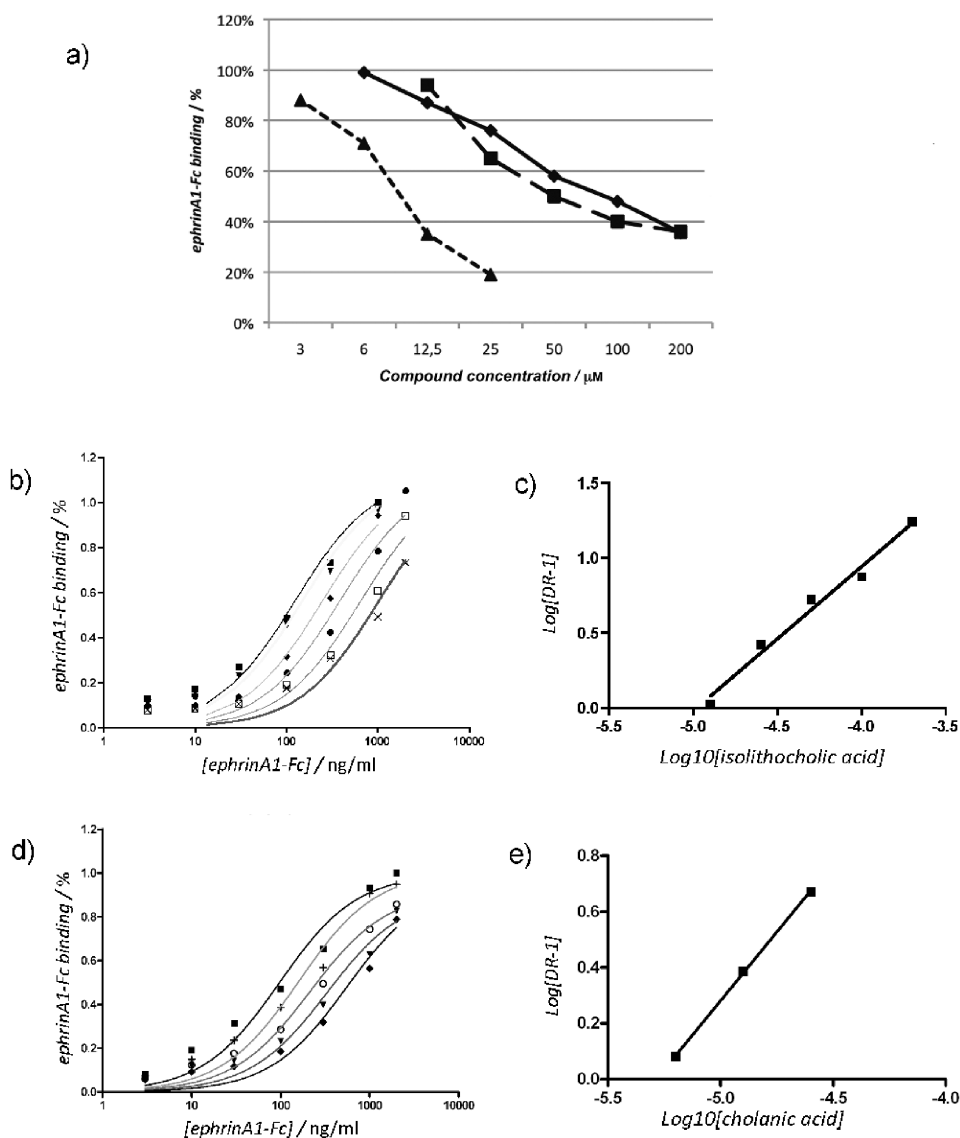 a)
120%
100%
80%
60%
40%
20%
0%
ephrinA1-Fc binding / %
3 6 12,5 25 50 100 200
Compound concentration / μM
b)
1.2
1.0
0.8
0.6
0.4
0.2
0.0
ephrinA1-Fc binding / %
1 10 100 1000 10000
[ephrinA1-Fc] / ng/ml
c)
1.5
1.0
0.5
0.0
Log[DR-1]
-5.5 -5.0 -4.5 -4.0 -3.5
Log10[isolithocholic acid]
d)
1.2
1.0
0.8
0.6
0.4
0.2
0.0
ephrinA1-Fc binding / %
1 10 100 1000 10000
[ephrinA1-Fc] / ng/ml
e)
0.8
0.4
0.2
0.0
Log[DR-1]
-5.5 -5.0 -4.5 -4.0
Log10[cholanic acid]